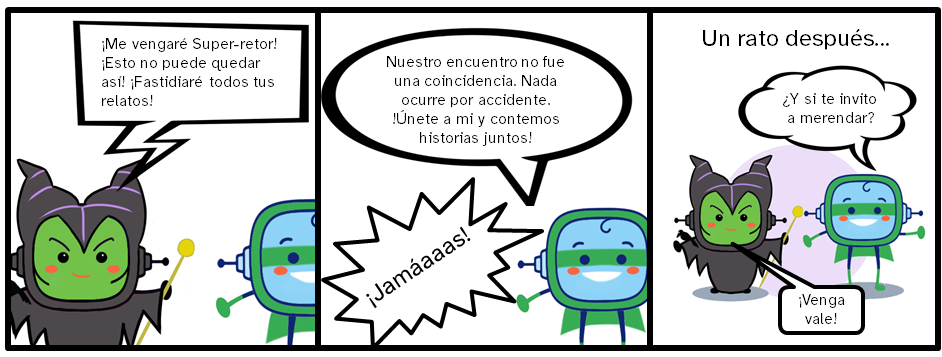 ¡Me vengaré Super-retor!
¡Esto no puede quedar
así! ¡Fastidiaré todos tus
relatos!
Nuestro encuentro no fue
una coincidencia. Nada
ocurre por accidente.
!Únete a mi y contemos
historias juntos!
¡Jamáaaas!
Un rato después...
¿Y si te invito
a merendar?
¡Venga
vale!